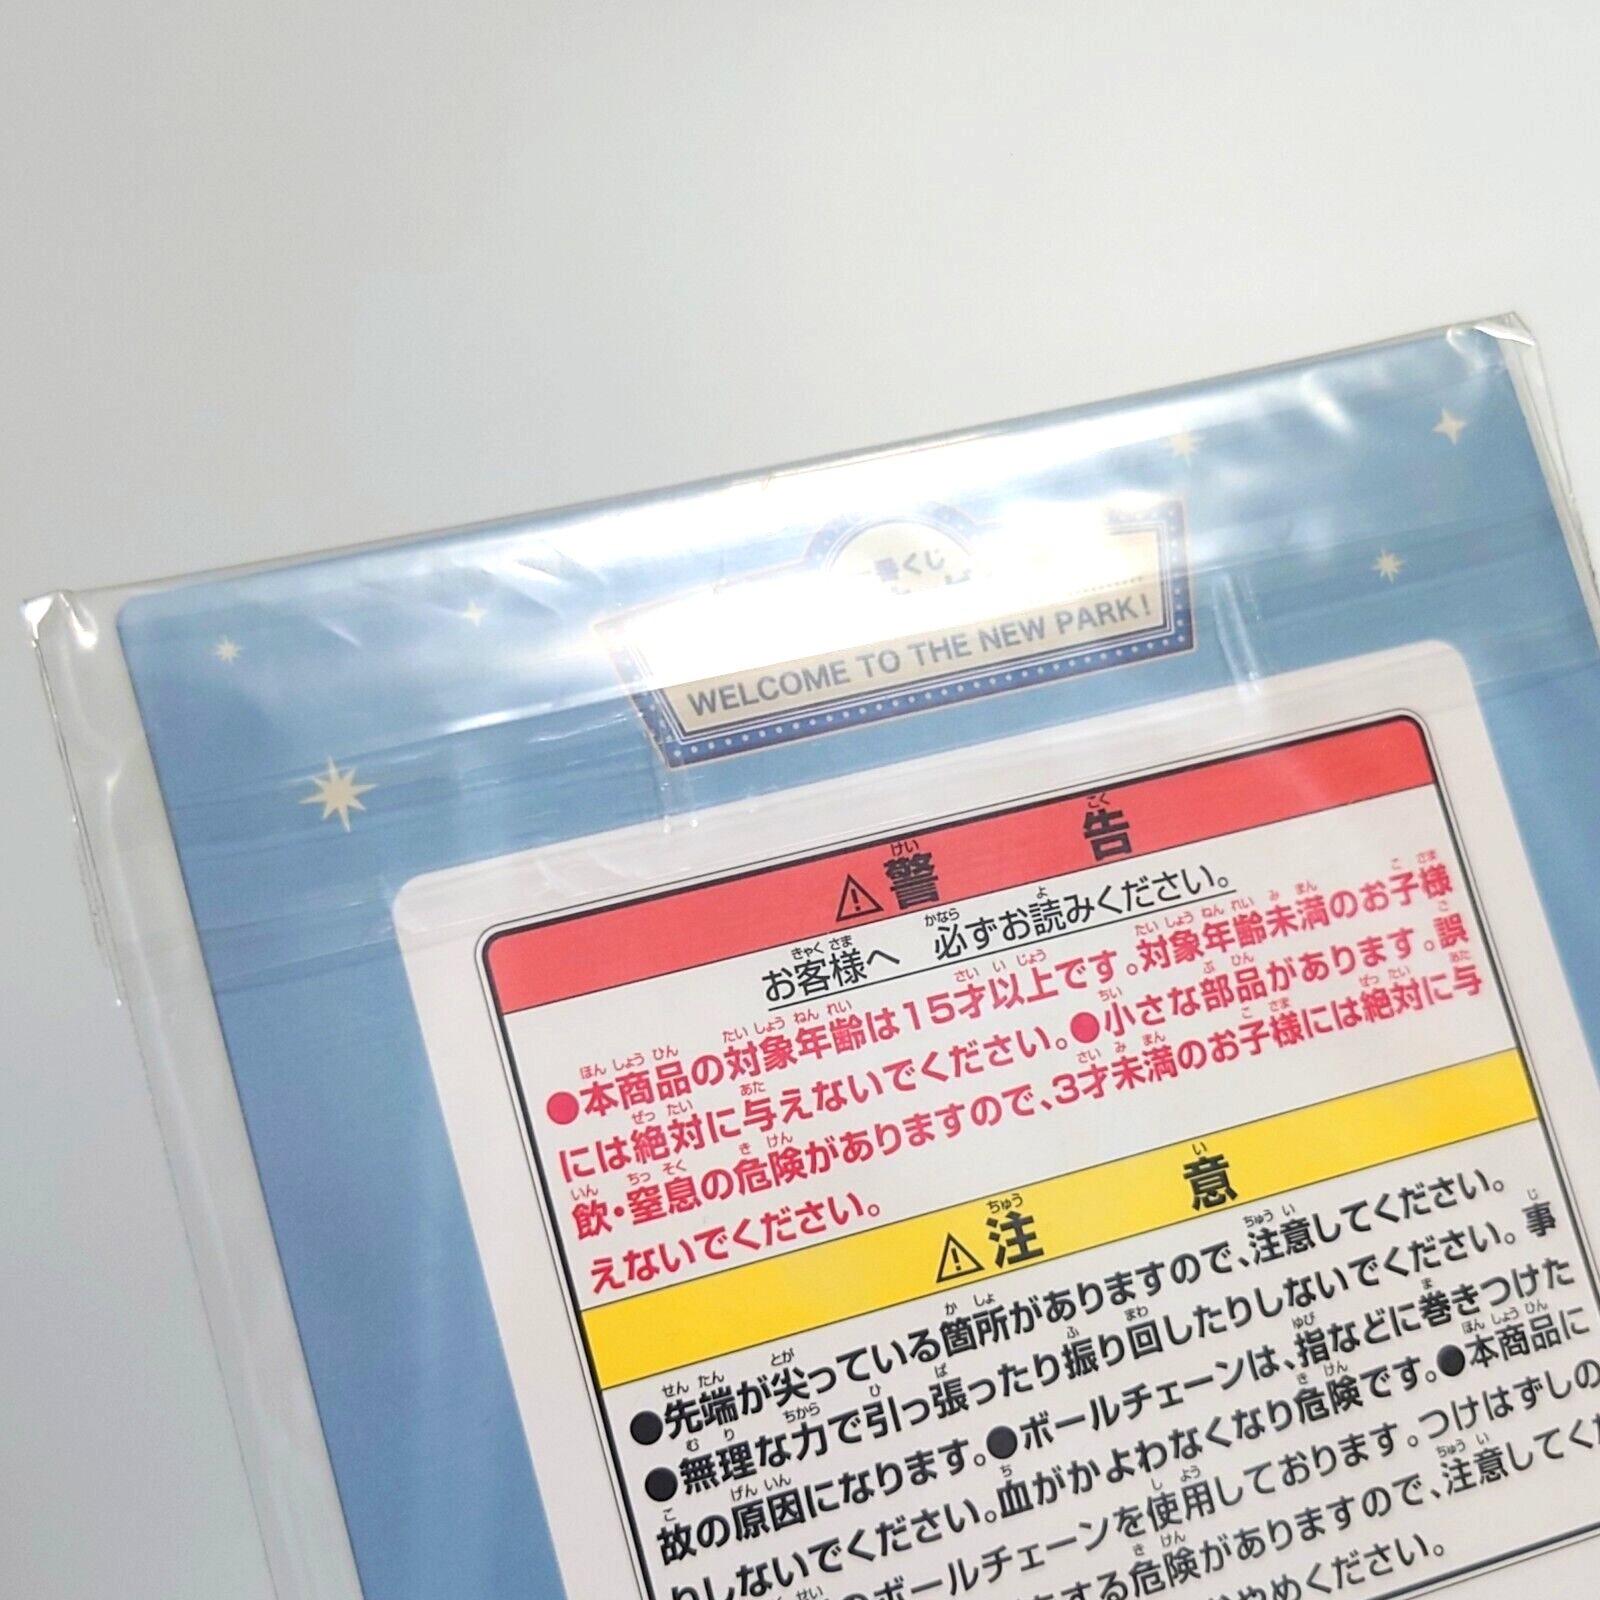 番くじ
WELCOME TO THE NEW PARK!
⚠警告
お客様へ 必ずお読みください。
●本商品の対象年齢は15才以上です。対象年齢未満のお子様
には絶対に与えないでください。●小さな部品があります。誤
飲・窒息の危険がありますので、3才未満のお子様には絶対に与
えないでください。
⚠注意
●先端が尖っている箇所がありますので、注意してください。
●無理な力で引っ張ったり振り回したりしないでください。事
故の原因になります。●ボールチェーンは、指などに巻きつけた
りしないでください。血がかよわなくなり危険です。●本商品に
のボールチェーンを使用しております。つけはずしの
する危険がありますので、注意してくだ
やめください。